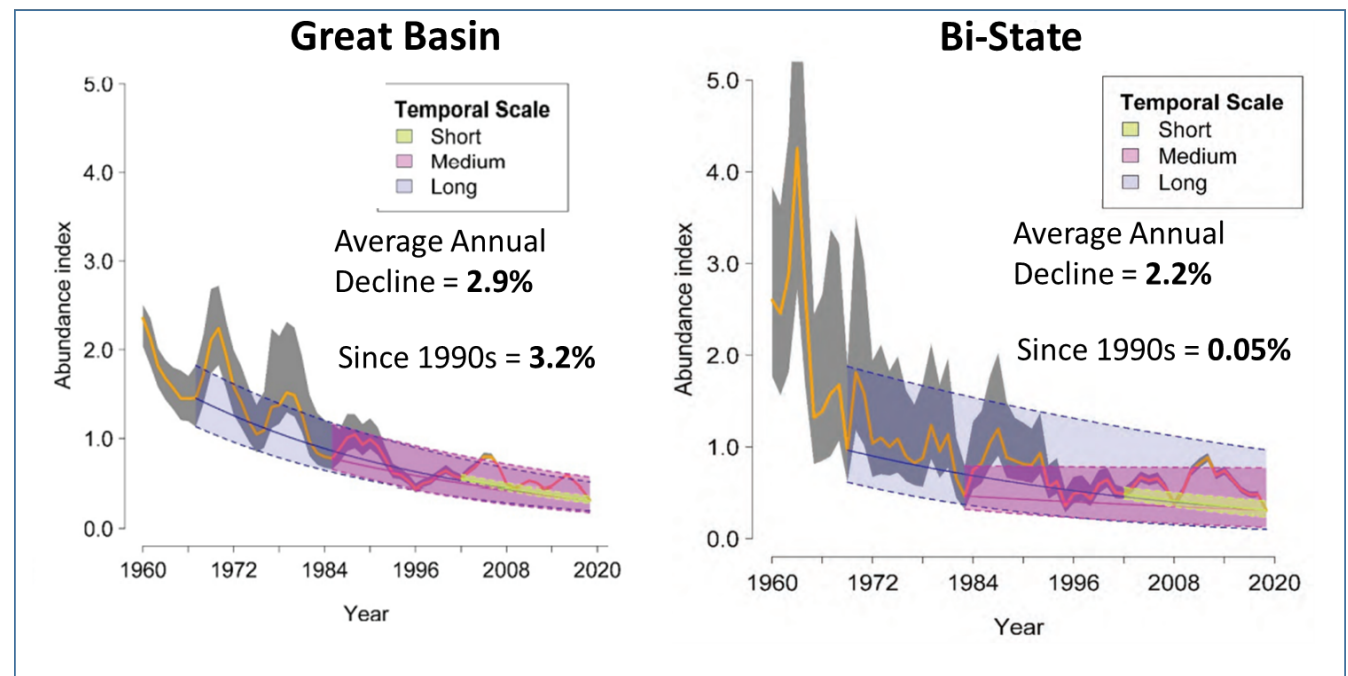 Great Basin
5.0
4.0
3.0
2.0
1.0
0.0
Abundance index
Temporal Scale
Short
Medium
Long
Average Annual
Decline = 2.9%
Since 1990s = 3.2%
1960 1972 1984 1996 2008 2020
Year
Bi-State
5.0
4.0
3.0
2.0
1.0
0.0
Abundance index
Temporal Scale
Short
Medium
Long
Average Annual
Decline = 2.2%
Since 1990s = 0.05%
1960 1972 1984 1996 2008 2020
Year